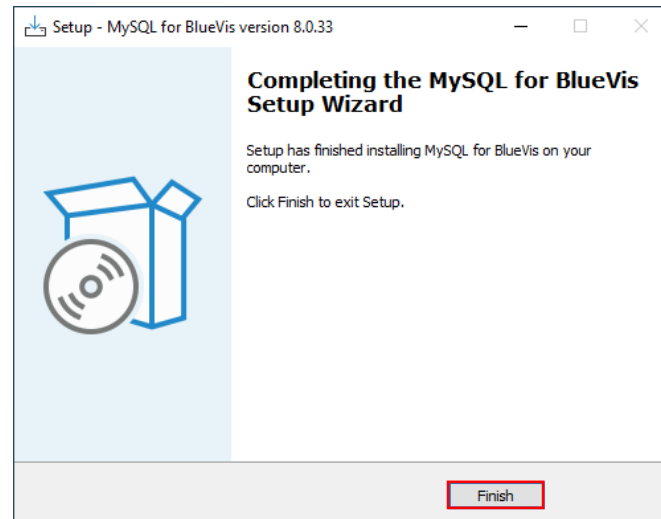 Setup - MySQL for BlueVis version 8.0.33
Completing the MySQL for BlueVis
Setup Wizard
Setup has finished installing MySQL for BlueVis on your
computer.
Click Finish to exit Setup.
Finish